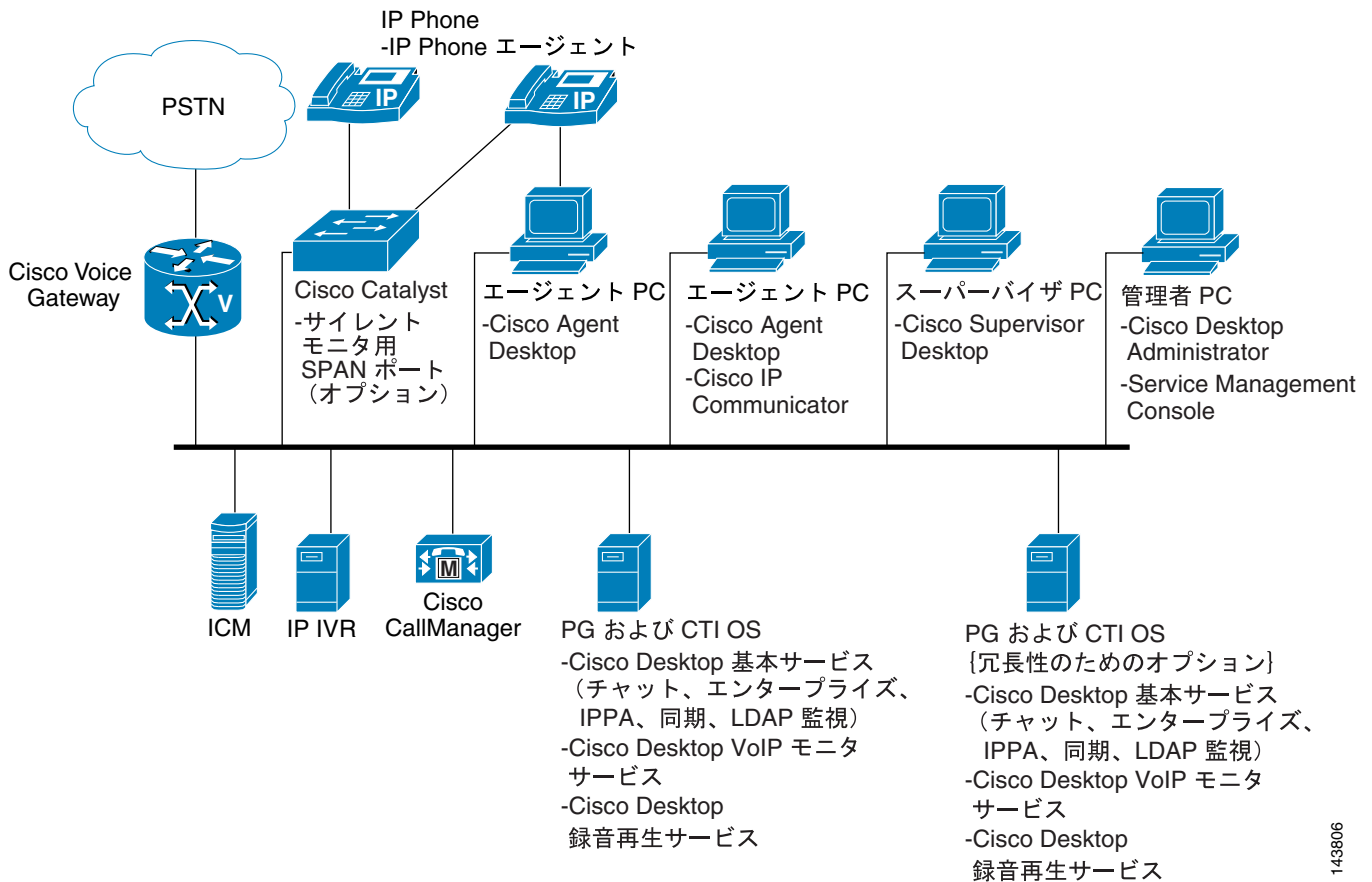 IP Phone
-IP Phone エージェント
PSTN
IP
IP
Cisco Voice
Gateway
V
Cisco Catalyst
-サイレント
モニタ用
SPAN ポート
（オプション）
エージェント PC
-Cisco Agent
Desktop
エージェント PC
-Cisco Agent
Desktop
-Cisco IP
Communicator
スーパーバイザ PC
-Cisco Supervisor
Desktop
管理者 PC
-Cisco Desktop
Administrator
-Service Management
Console
ICM
IP IVR
M
Cisco
CallManager
PG および CTI OS
-Cisco Desktop 基本サービス
（チャット、エンタープライズ、
IPPA、同期、LDAP 監視）
-Cisco Desktop VoIP モニタ
サービス
-Cisco Desktop
録音再生サービス
PG および CTI OS
{冗長性のためのオプション}
-Cisco Desktop 基本サービス
（チャット、エンタープライズ、
IPPA、同期、LDAP 監視）
-Cisco Desktop VoIP モニタ
サービス
-Cisco Desktop
録音再生サービス
143806